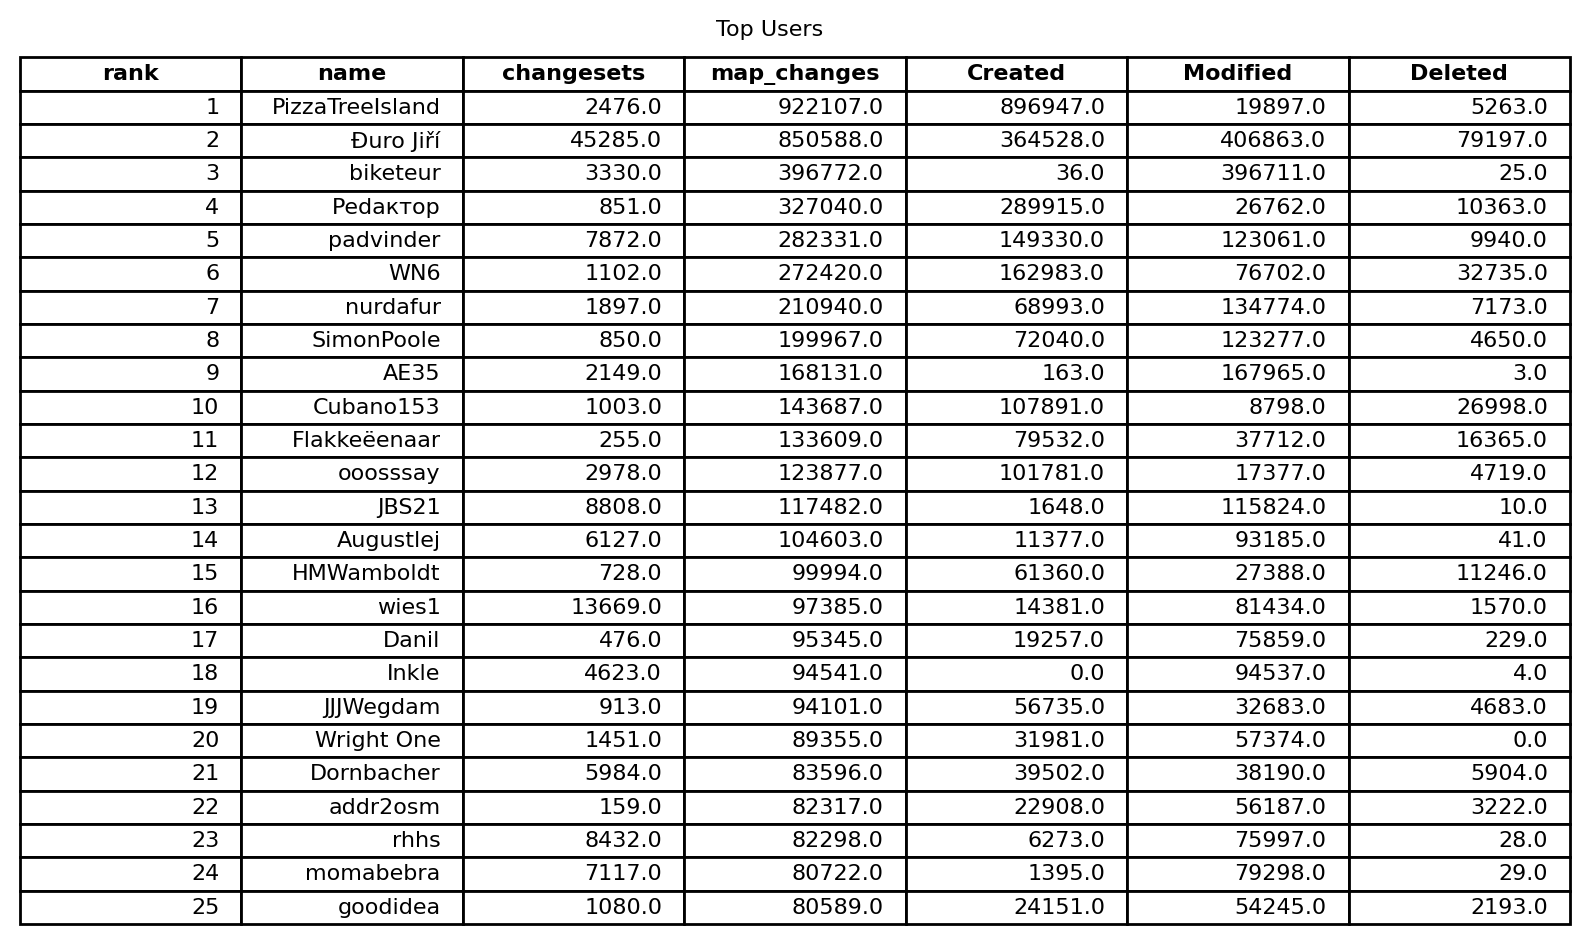 Top Users
rank name changesets map_changes Created Modified Deleted
1 PizzaTreeIsland 2476.0 922107.0 896947.0 19897.0 5263.0
2 Đuro Jiří 45285.0 850588.0 364528.0 406863.0 79197.0
3 biketeur 3330.0 396772.0 36.0 396711.0 25.0
4 Pedaктop 851.0 327040.0 289915.0 26762.0 10363.0
5 padvinder 7872.0 282331.0 149330.0 123061.0 9940.0
6 WN6 1102.0 272420.0 162983.0 76702.0 32735.0
7 nurdafur 1897.0 210940.0 68993.0 134774.0 7173.0
8 SimonPoole 850.0 199967.0 72040.0 123277.0 4650.0
9 AE35 2149.0 168131.0 163.0 167965.0 3.0
10 Cubano153 1003.0 143687.0 107891.0 8798.0 26998.0
11 Flakkeëenaar 255.0 133609.0 79532.0 37712.0 16365.0
12 ooosssay 2978.0 123877.0 101781.0 17377.0 4719.0
13 JBS21 8808.0 117482.0 1648.0 115824.0 10.0
14 Augustlej 6127.0 104603.0 11377.0 93185.0 41.0
15 HMWamboldt 728.0 99994.0 61360.0 27388.0 11246.0
16 wies1 13669.0 97385.0 14381.0 81434.0 1570.0
17 Danil 476.0 95345.0 19257.0 75859.0 229.0
18 Inkle 4623.0 94541.0 0.0 94537.0 4.0
19 JJJWegdam 913.0 94101.0 56735.0 32683.0 4683.0
20 Wright One 1451.0 89355.0 31981.0 57374.0 0.0
21 Dornbacher 5984.0 83596.0 39502.0 38190.0 5904.0
22 addr2osm 159.0 82317.0 22908.0 56187.0 3222.0
23 rhhs 8432.0 82298.0 6273.0 75997.0 28.0
24 momabebra 7117.0 80722.0 1395.0 79298.0 29.0
25 goodidea 1080.0 80589.0 24151.0 54245.0 2193.0